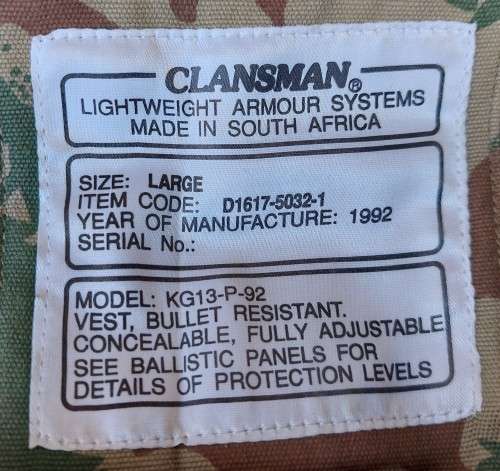 CLANSMAN®
LIGHTWEIGHT ARMOUR SYSTEMS
MADE IN SOUTH AFRICA
SIZE: LARGE
ITEM CODE: D1617-5032-1
YEAR OF MANUFACTURE: 1992
SERIAL No.:
MODEL: KG13-P-92
VEST, BULLET RESISTANT.
CONCEALABLE, FULLY ADJUSTABLE
SEE BALLISTIC PANELS FOR
DETAILS OF PROTECTION LEVELS